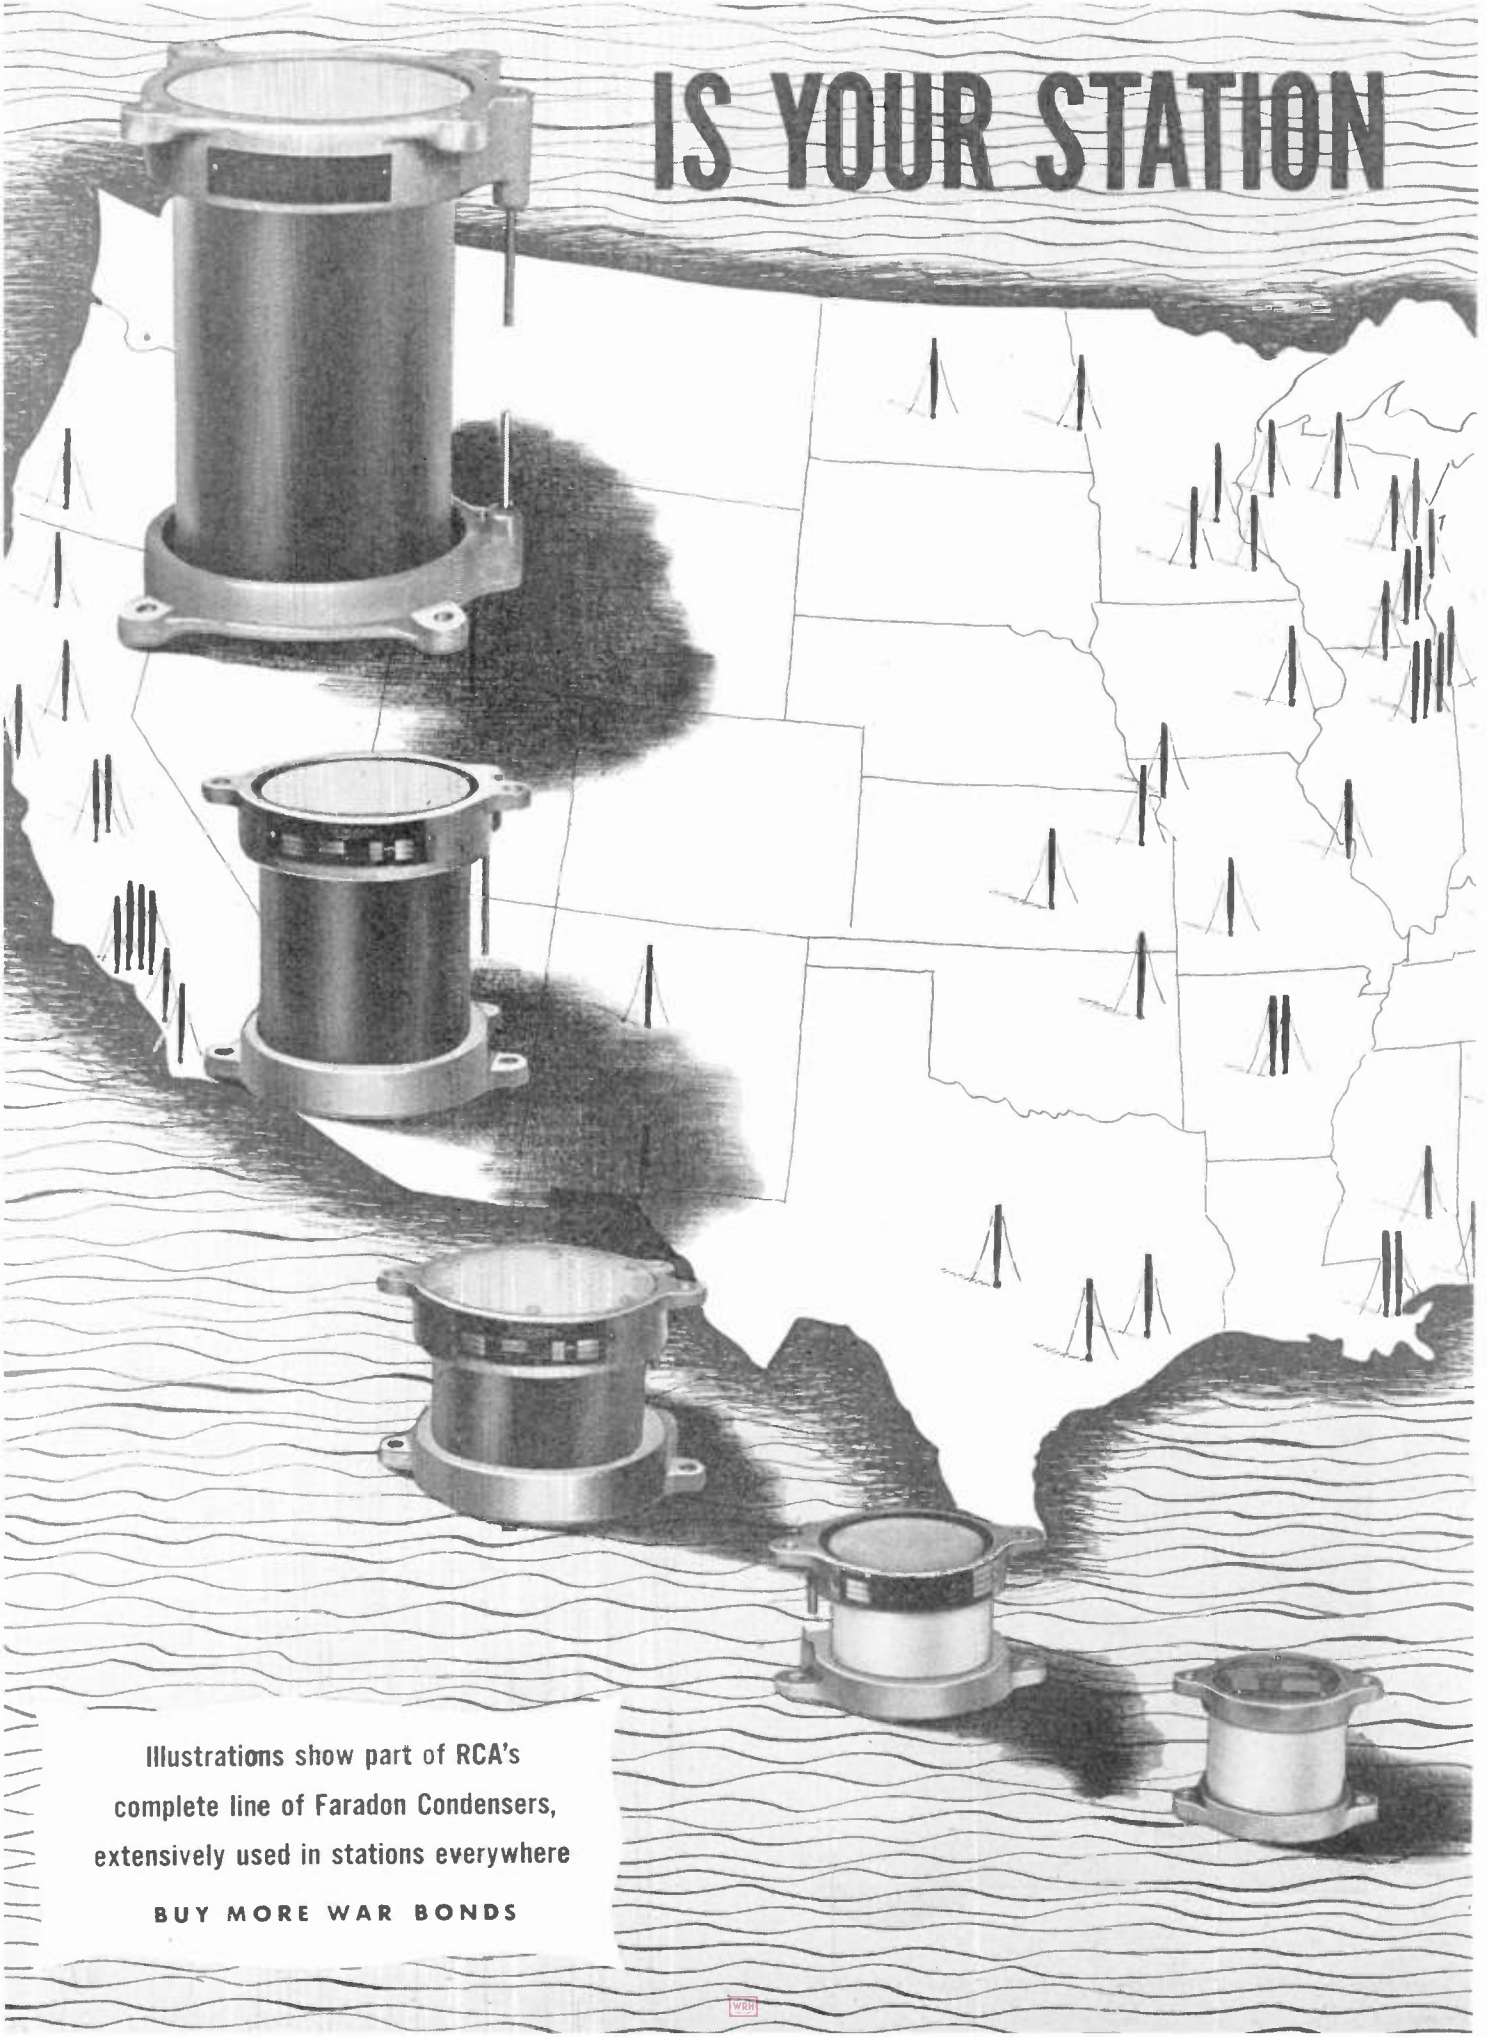 IS YOUR STATION
Illustrations show part of RCA's
complete line of Faradon Condensers,
extensively used in stations everywhere
BUY MORE WAR BONDS
WRH